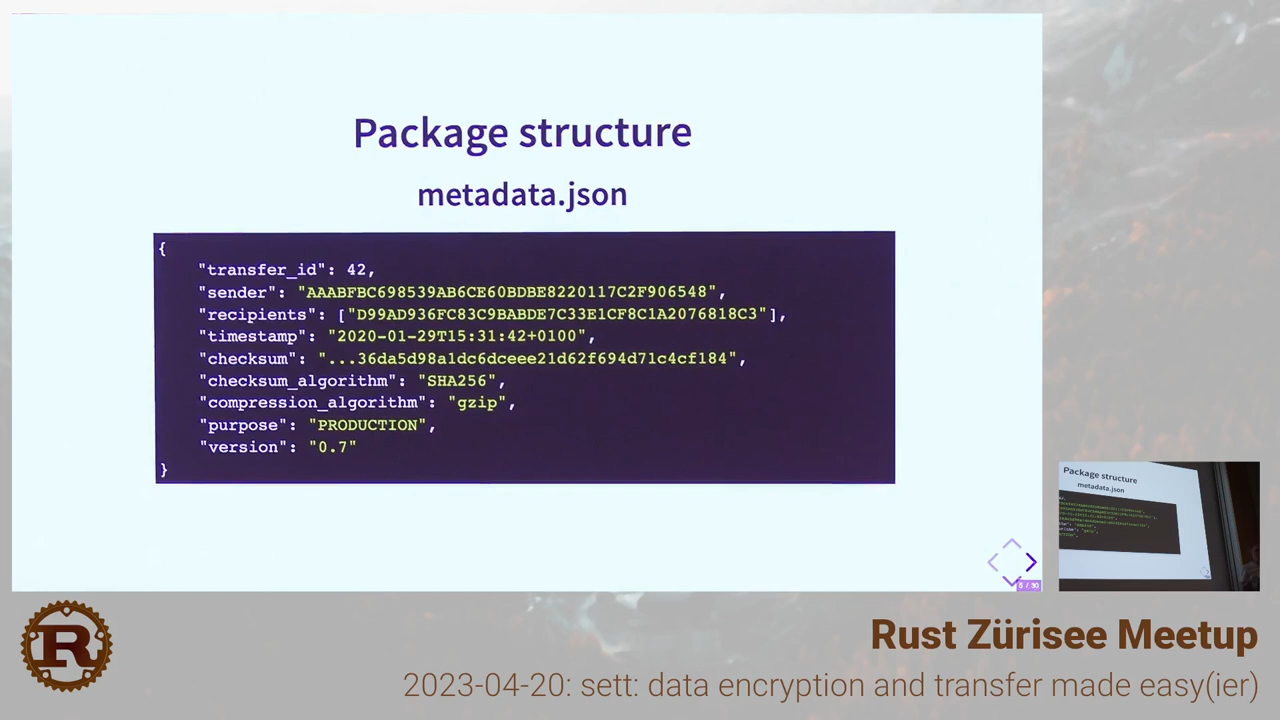 Package structure
metadata.json
{
"transfer_id": 42,
"sender": "AAABFBC698539AB6CE60BDBE8220117C2F906548",
"recipients": ["D99AD936FC83C9BABDE7C33E1CF8C1A2076818C3"],
"timestamp": "2020-01-29T15:31:42+0100",
"checksum": "...36da5d98a1dc6dceee21d62f694d71c4cf184",
"checksum_algorithm": "SHA256",
"compression_algorithm": "gzip",
"purpose": "PRODUCTION",
"version": "0.7"
}
Package structure
metadata.json
R
Rust Zürisee Meetup
2023-04-20: sett: data encryption and transfer made easy(ier)